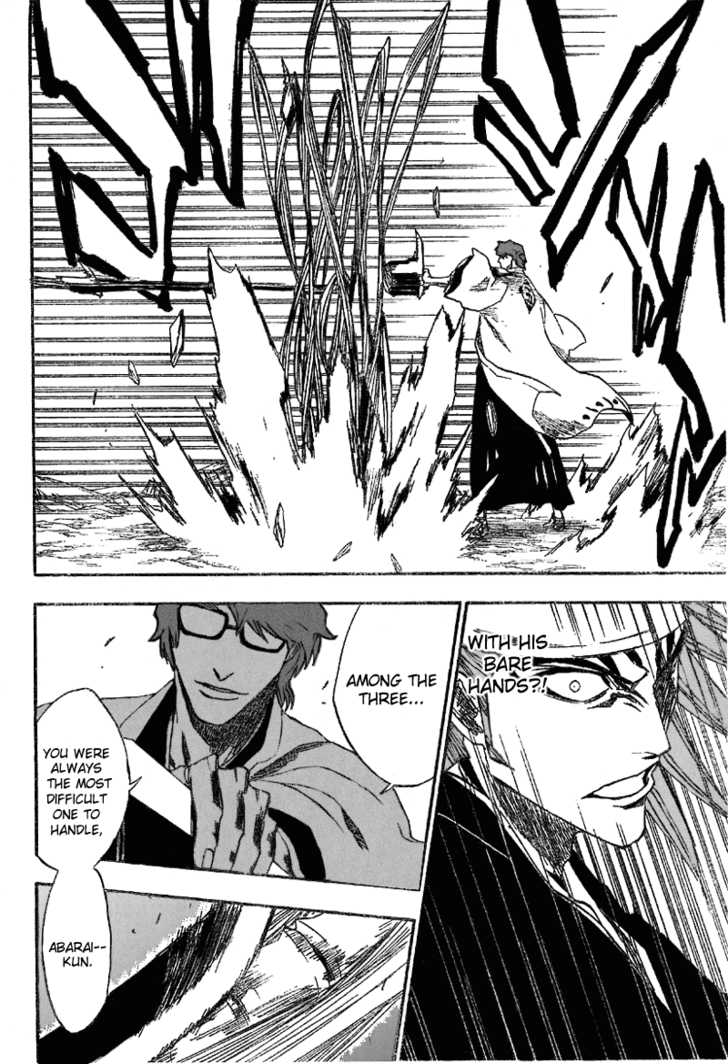 WITH HIS
BARE
HANDS?!
AMONG THE
THREE...
YOU WERE
ALWAYS
THE MOST
DIFFICULT
ONE TO
HANDLE,
ABARAI--
KUN.